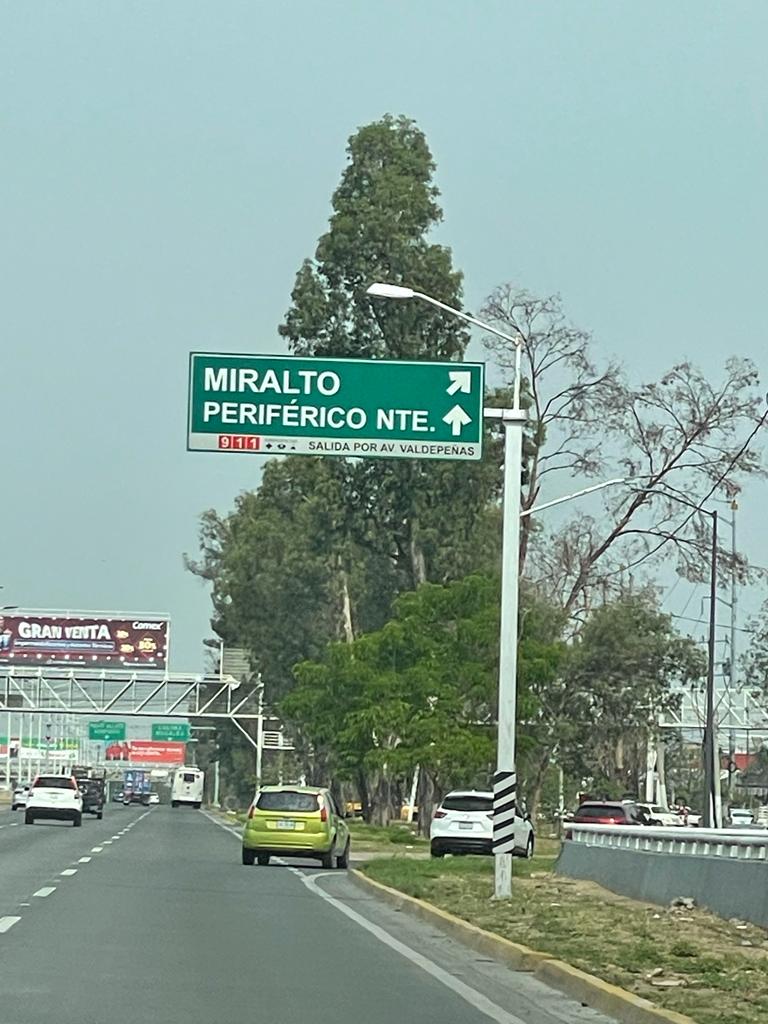 MIRALTO
PERIFÉRICO NTE.
911
SALIDA POR AV VALDEPEÑAS
GRAN VENTA
Comex